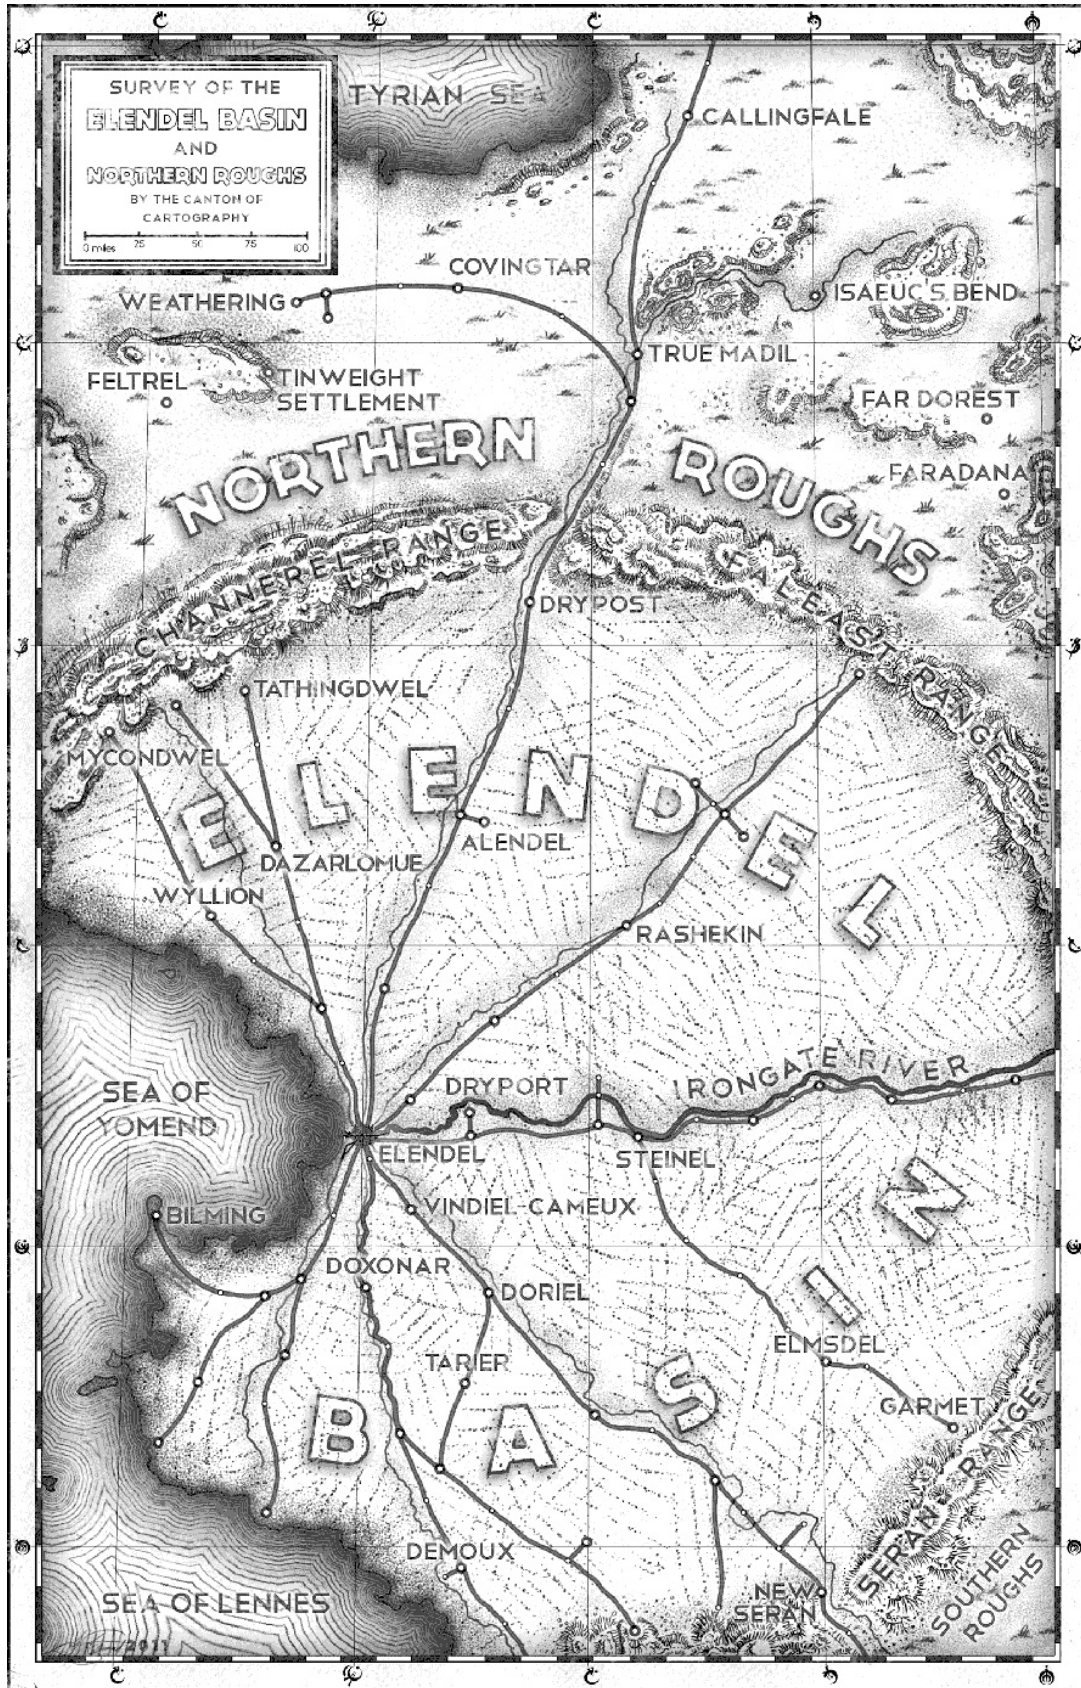 SURVEY OF THE
ELENDEL BASIN
AND
NORTHERN ROUGHS
BY THE CANTON OF
CARTOGRAPHY
0 miles 25 50 75 100
TYRIAN SEA
CALLINGFALE
COVINGTAR
WEATHERING
ISAEUC'S BEND
TRUE MADIL
FELTREL
TINWEIGHT
SETTLEMENT
FAR DOREST
FARADANA
NORTHERN ROUGHS
CHANNEREL RANGE
FALEAST RANGE
DRYPOST
TATHINGDWEL
MYCONDWEL
ELENDEL
ALENDEL
DAZARLOMUE
WYLLION
RASHEKIN
IRONGATE RIVER
DRYPORT
SEA OF
YOMEND
ELENDEL
STEINEL
BILMING
VINDIEL-CAMEUX
DOXONAR
DORIEL
BASIN
ELMSDEL
TARIER
GARMET
SERAN RANGE
DEMOUX
NEW
SERAN
SOUTHERN
ROUGHS
SEA OF LENNES
2011